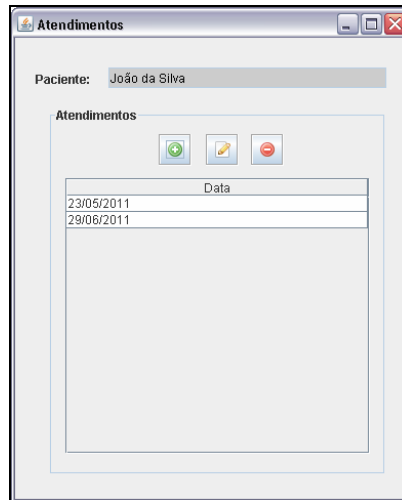 Atendimentos
Paciente: João da Silva
Atendimentos
Data
23/05/2011
29/06/2011